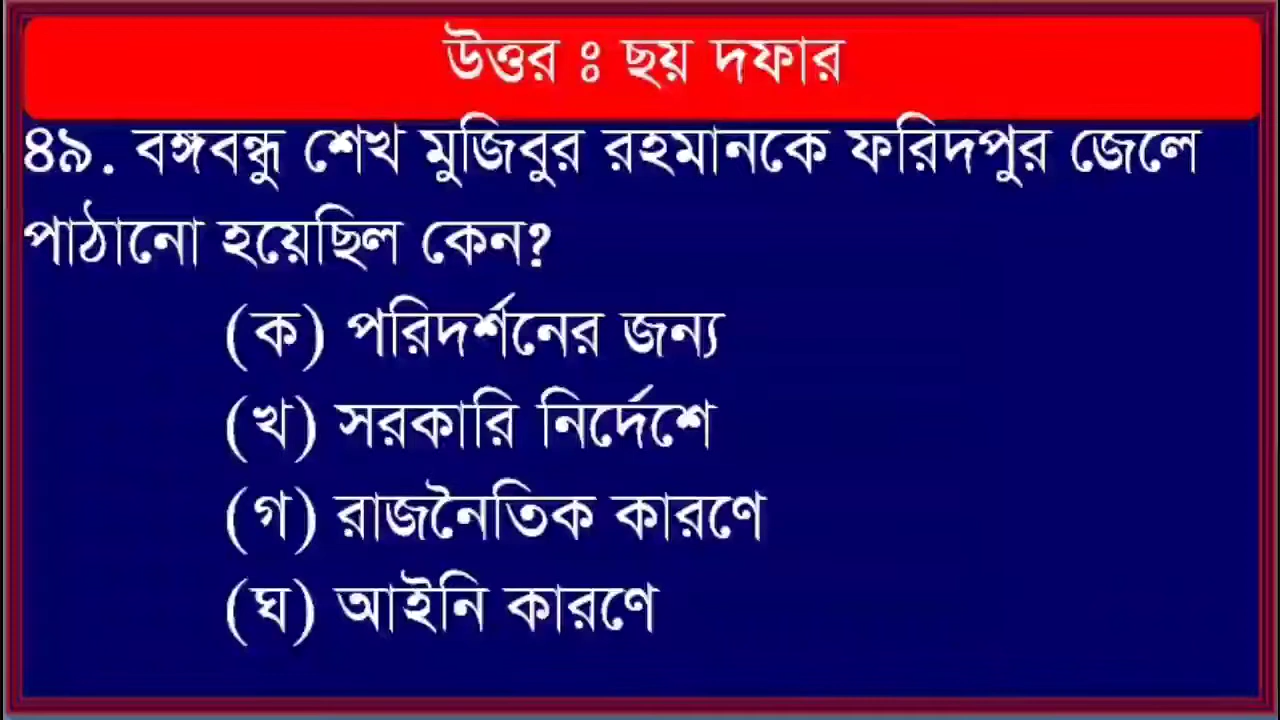 উত্তর ঃ ছয় দফার
৪৯. বঙ্গবন্ধু শেখ মুজিবুর রহমানকে ফরিদপুর জেলে
পাঠানো হয়েছিল কেন?
(ক) পরিদর্শনের জন্য
(খ) সরকারি নির্দেশে
(গ) রাজনৈতিক কারণে
(ঘ) আইনি কারণে